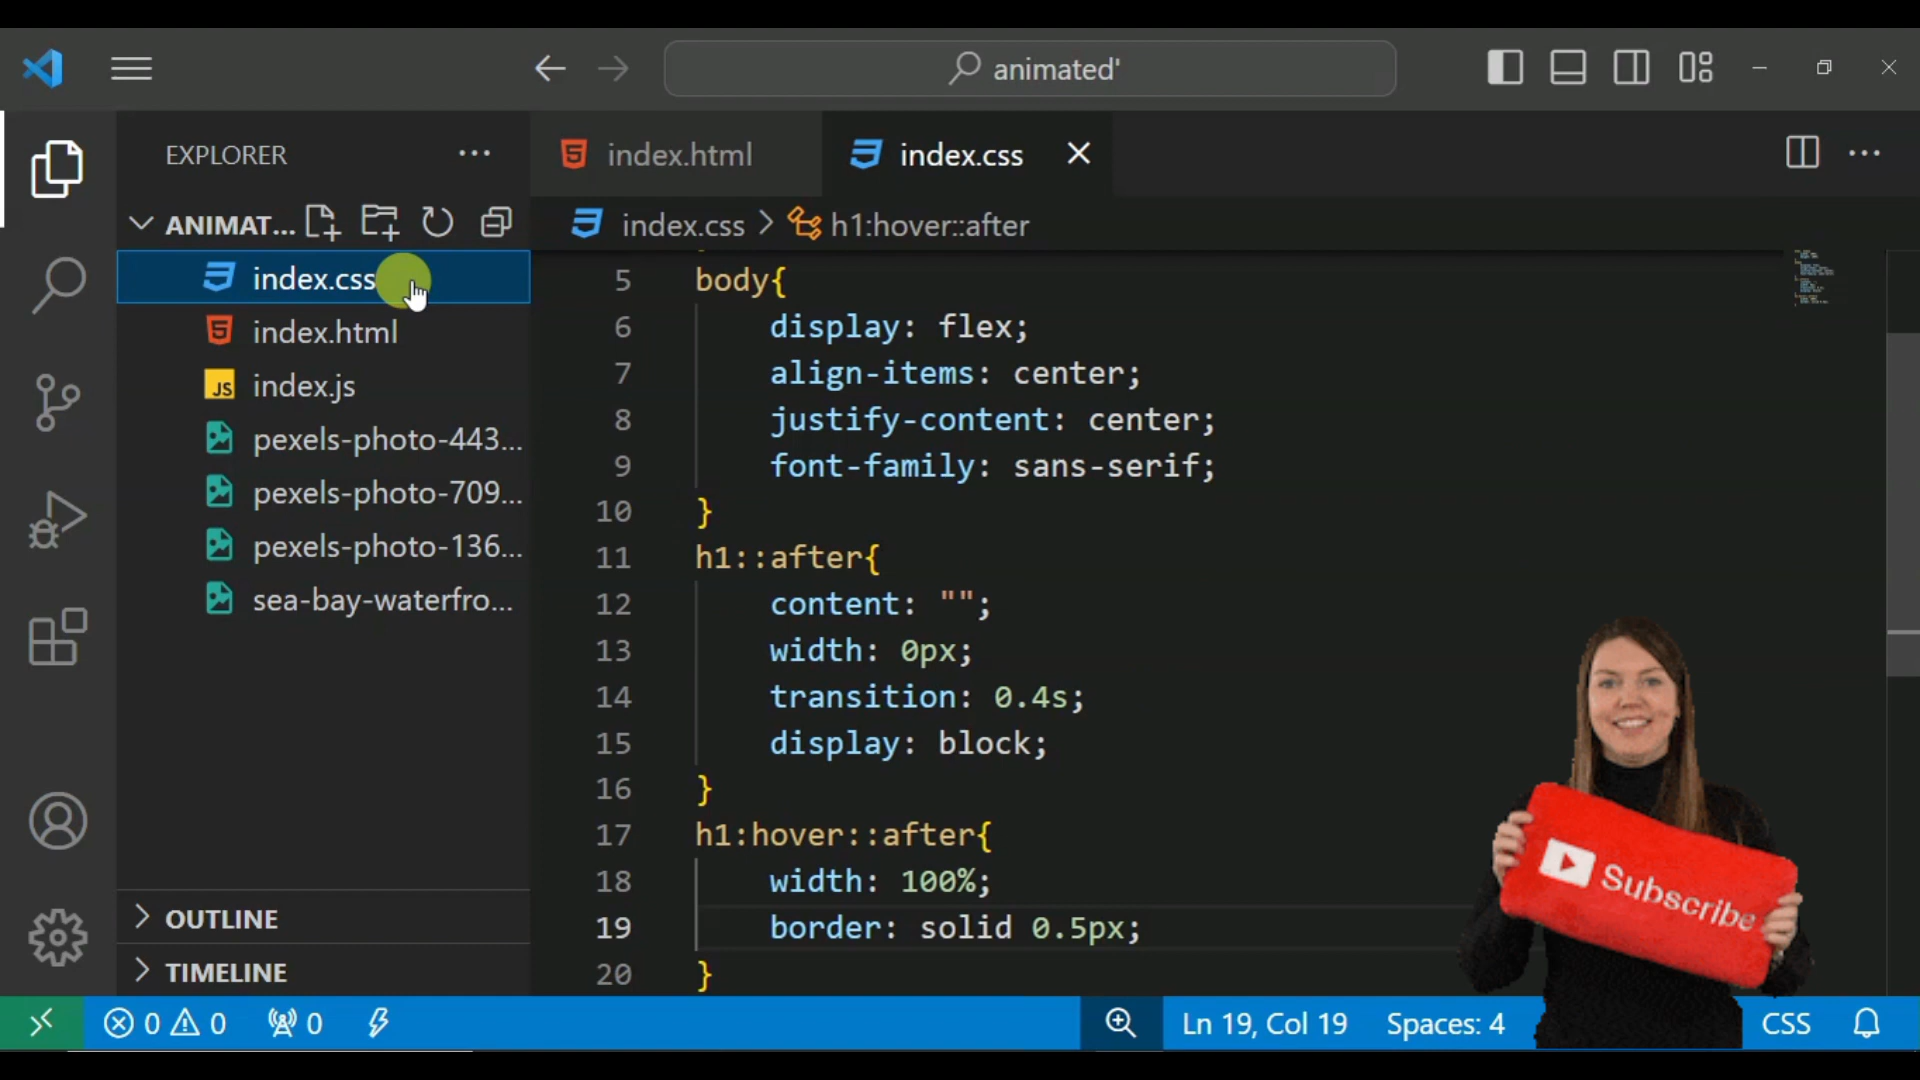 animated'
EXPLORER
index.html
index.css
ANIMAT...
index.css
h1:hover::after
index.css
index.html
index.js
pexels-photo-443...
pexels-photo-709...
pexels-photo-136...
sea-bay-waterfro...
OUTLINE
TIMELINE
5 body{
6 display: flex;
7 align-items: center;
8 justify-content: center;
9 font-family: sans-serif;
10 }
11 h1::after{
12 content: "";
13 width: 0px;
14 transition: 0.4s;
15 display: block;
16 }
17 h1:hover::after{
18 width: 100%;
19 border: solid 0.5px;
20 }
Subscribe
0 0 0
Ln 19, Col 19
Spaces: 4
CSS